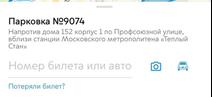 Парковка №9074
Напротив дома 152 корпус 1 по Профсоюзной улице,
вблизи станции Московского метрополитена «Теплый
Стан»
Номер билета или авто
Потеряли билет?